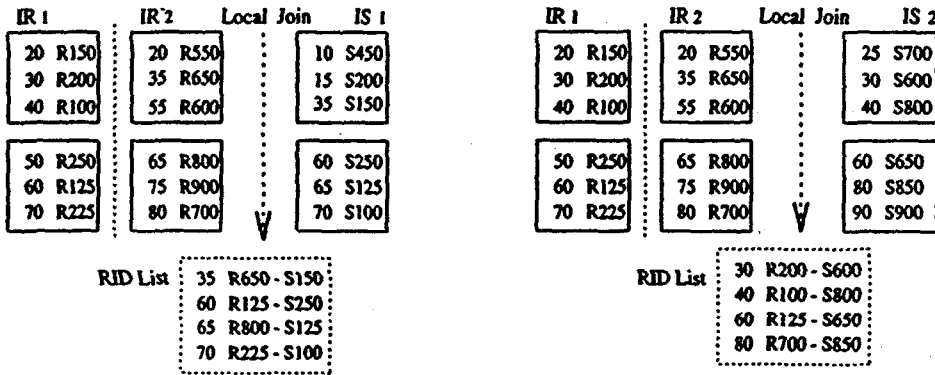 IR 1 IR 2 Local Join IS 1
20 R150 20 R550 10 S450
30 R200 35 R650 15 S200
40 R100 55 R600 35 S150
50 R250 65 R800 60 S250
60 R125 75 R900 65 S125
70 R225 80 R700 70 S100
RID List
35 R650 - S150
60 R125 - S250
65 R800 - S125
70 R225 - S100
IR 1 IR 2 Local Join IS 2
20 R150 20 R550 25 S700
30 R200 35 R650 30 S600
40 R100 55 R600 40 S800
50 R250 65 R800 60 S650
60 R125 75 R900 80 S850
70 R225 80 R700 90 S900
RID List
30 R200 - S600
40 R100 - S800
60 R125 - S650
80 R700 - S850